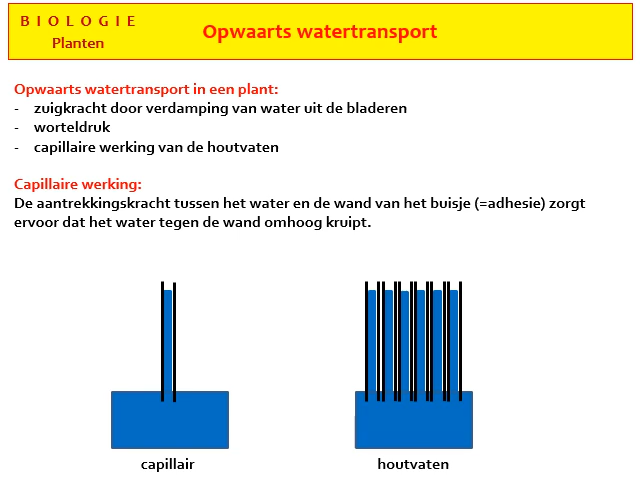 B I O L O G I E
Planten
Opwaarts watertransport
Opwaarts watertransport in een plant:
- zuigkracht door verdamping van water uit de bladeren
- worteldruk
- capillaire werking van de houtvaten
Capillaire werking:
De aantrekkingskracht tussen het water en de wand van het buisje (=adhesie) zorgt
ervoor dat het water tegen de wand omhoog kruipt.
capillair
houtvaten